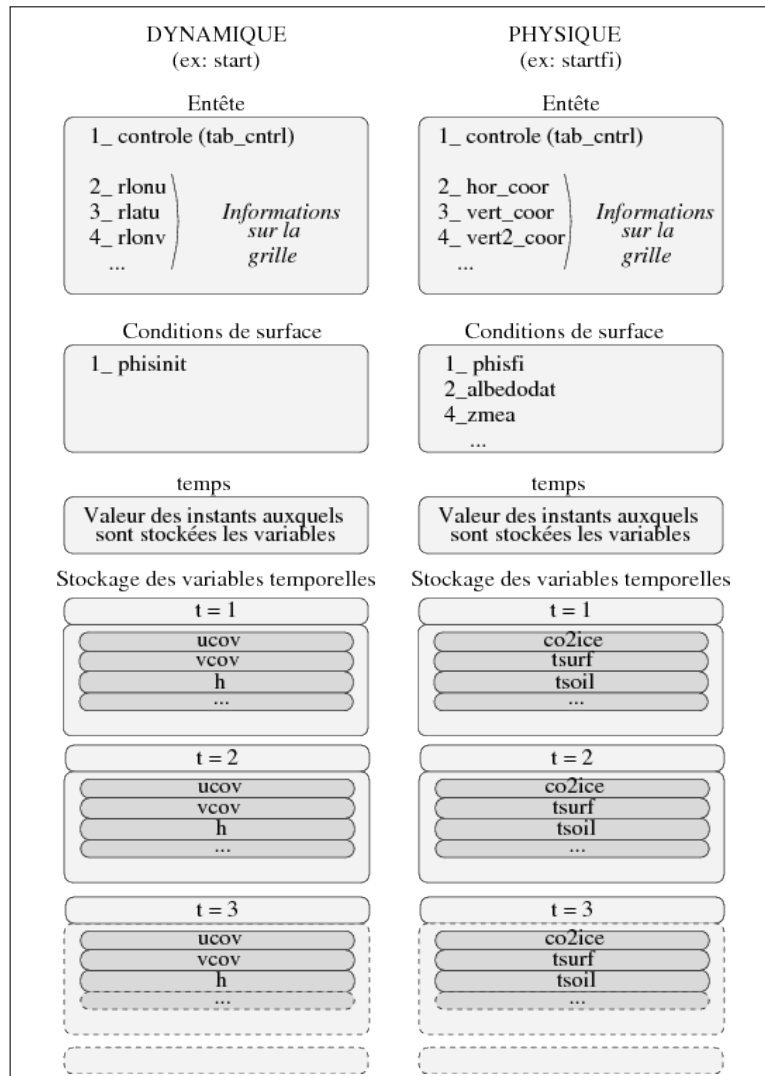 DYNAMIQUE
(ex: start)
Entête
1_ controle (tab_cntrl)
2_ rlonu
3_ rlatu
4_ rlonv
...
Informations
sur la
grille
Conditions de surface
1_ phisinit
temps
Valeur des instants auxquels
sont stockées les variables
Stockage des variables temporelles
t = 1
ucov
vcov
h
...
t = 2
ucov
vcov
h
...
t = 3
ucov
vcov
h
...
PHYSIQUE
(ex: startfi)
Entête
1_ controle (tab_cntrl)
2_ hor_coor
3_ vert_coor
4_ vert2_coor
...
Informations
sur la
grille
Conditions de surface
1_ phisfi
2_albedodat
4_zmea
...
temps
Valeur des instants auxquels
sont stockées les variables
Stockage des variables temporelles
t = 1
co2ice
tsurf
tsoil
...
t = 2
co2ice
tsurf
tsoil
...
t = 3
co2ice
tsurf
tsoil
...